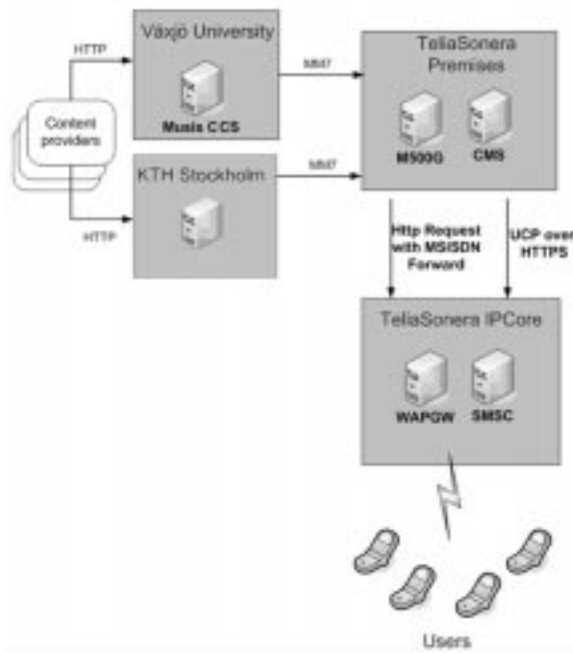 Växjö University
HTTP
Musis CCS
MM7
TeliaSonera
Premises
M500G
CMS
Content
providers
KTH Stockholm
MM7
HTTP
Http Request
with MSISDN
Forward
UCP over
HTTPS
TeliaSonera IPCore
WAPGW
SMSC
Users